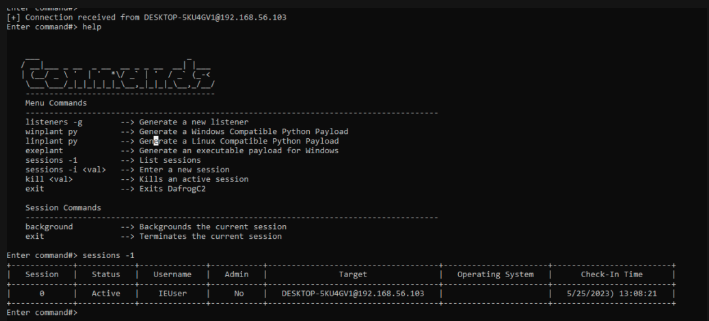 [+] Connection received from DESKTOP-SKU4GV1@192.168.56.103
Enter command#> help
Commands
Menu Commands
listeners -g --> Generate a new listener
winplant py --> Generate a Windows Compatible Python Payload
linplant py --> Generate a Linux Compatible Python Payload
exeplant --> Generate an executable payload for Windows
sessions -l --> List sessions
sessions -i <val> --> Enter a new session
kill <val> --> Kills an active session
exit --> Exits DafrogC2
Session Commands
background --> Backgrounds the current session
exit --> Terminates the current session
Enter command#> sessions -l
| Session | Status | Username | Admin | Target | Operating System | Check-In Time |
| 0 | Active | IEUser | No | DESKTOP-SKU4GV1@192.168.56.103 | | 5/25/2023) 13:08:21 |
Enter command#>